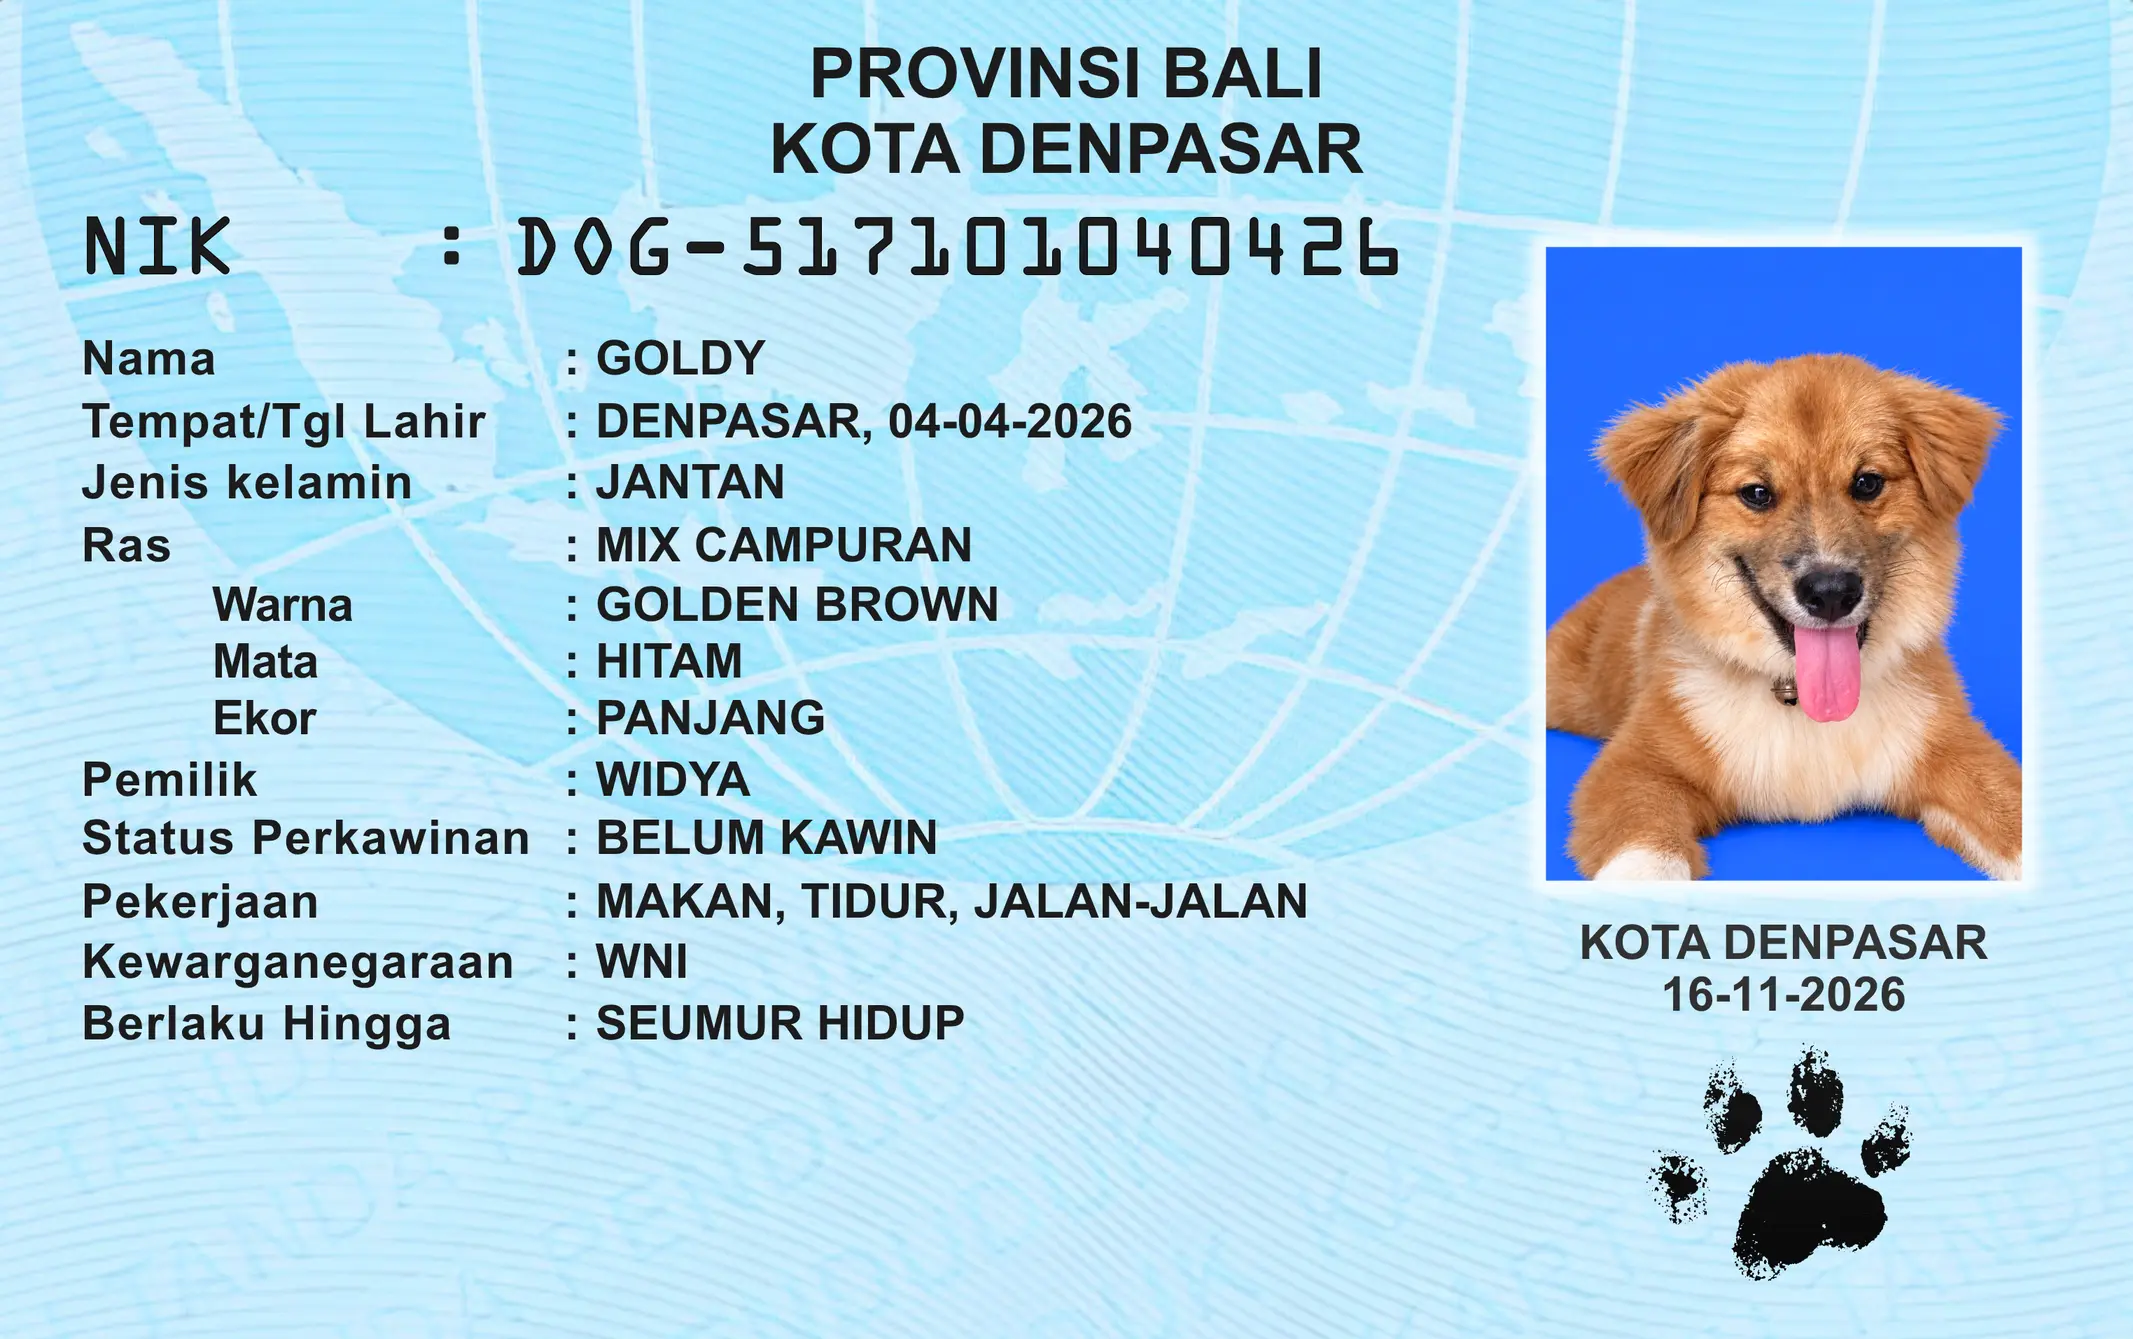 PROVINSI BALI
KOTA DENPASAR
NIK : DOG-517101040426
Nama : GOLDY
Tempat/Tgl Lahir : DENPASAR, 04-04-2026
Jenis kelamin : JANTAN
Ras : MIX CAMPURAN
Warna : GOLDEN BROWN
Mata : HITAM
Ekor : PANJANG
Pemilik : WIDYA
Status Perkawinan : BELUM KAWIN
Pekerjaan : MAKAN, TIDUR, JALAN-JALAN
Kewarganegaraan : WNI
Berlaku Hingga : SEUMUR HIDUP
KOTA DENPASAR
16-11-2026